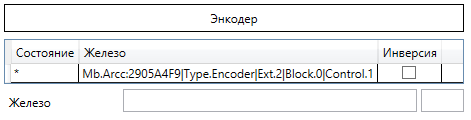 Энкодер
Состояние Железо Инверсия
* Mb.Arcc:2905A4F9|Type.Encoder|Ext.2|Block.0|Control.1
Железо